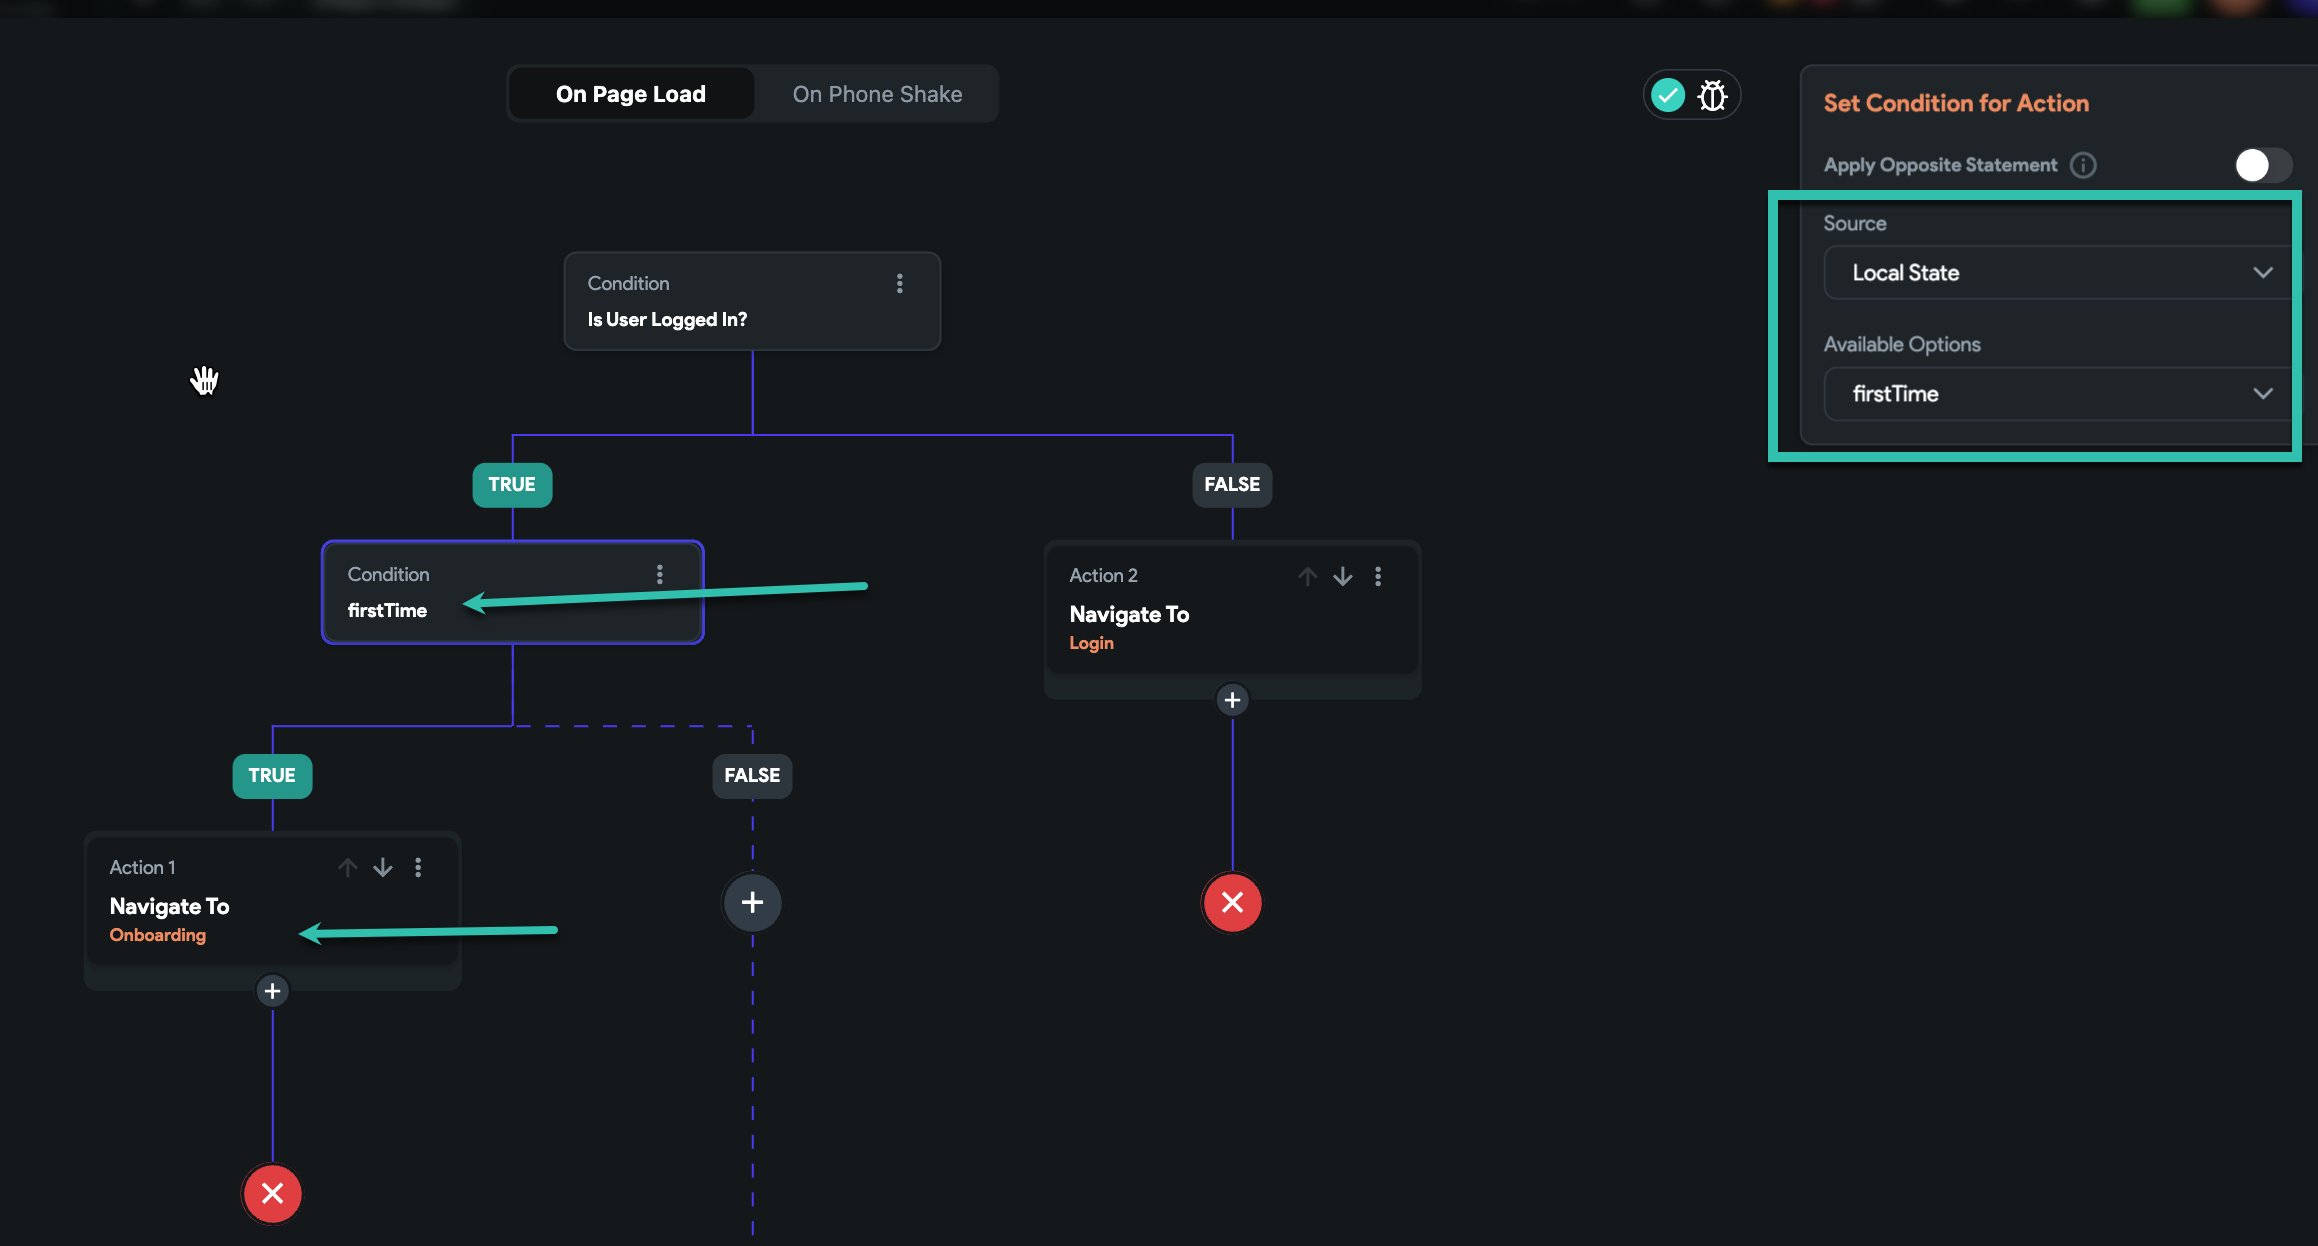 On Page Load
On Phone Shake
Set Condition for Action
Apply Opposite Statement
Source
Local State
Available Options
firstTime
Condition
Is User Logged In?
TRUE
FALSE
Condition
firstTime
Action 2
Navigate To
Login
TRUE
FALSE
Action 1
Navigate To
Onboarding